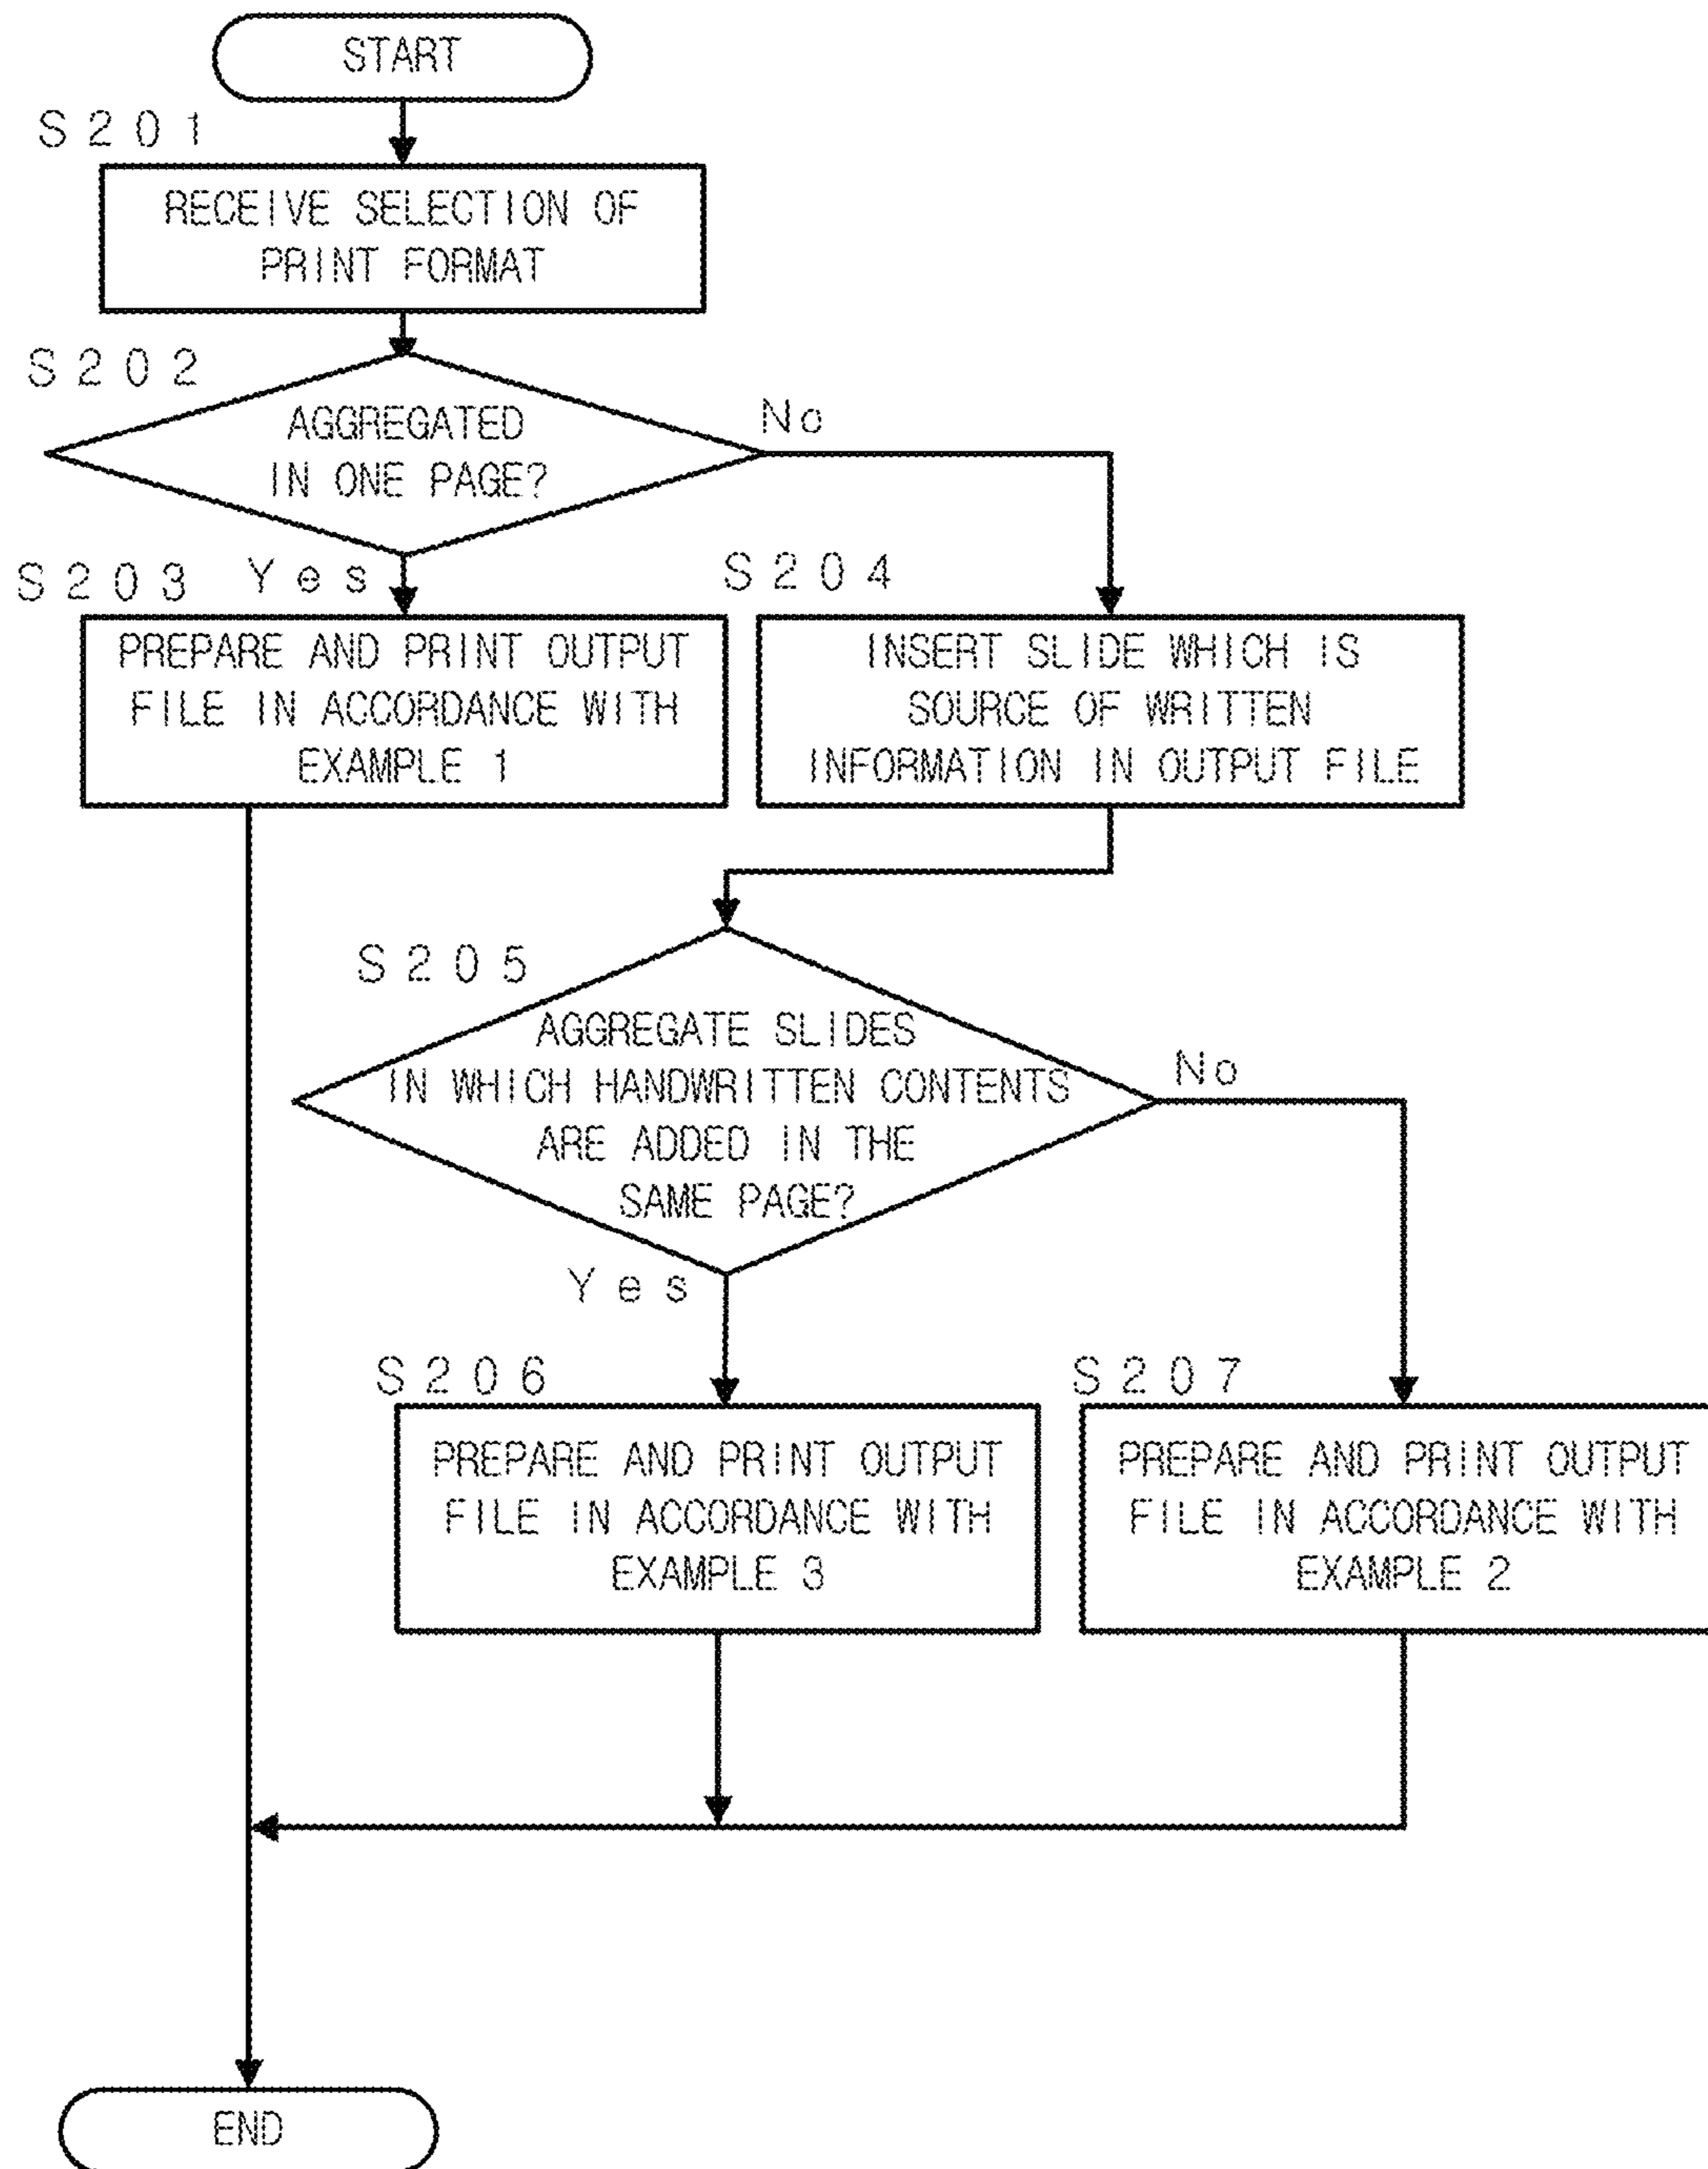 START
S201
RECEIVE SELECTION OF
PRINT FORMAT
S202
AGGREGATED
IN ONE PAGE?
No
Yes
S203
PREPARE AND PRINT OUTPUT
FILE IN ACCORDANCE WITH
EXAMPLE 1
S204
INSERT SLIDE WHICH IS
SOURCE OF WRITTEN
INFORMATION IN OUTPUT FILE
S205
AGGREGATE SLIDES
IN WHICH HANDWRITTEN CONTENTS
ARE ADDED IN THE
SAME PAGE?
No
Yes
S206
PREPARE AND PRINT OUTPUT
FILE IN ACCORDANCE WITH
EXAMPLE 3
S207
PREPARE AND PRINT OUTPUT
FILE IN ACCORDANCE WITH
EXAMPLE 2
END